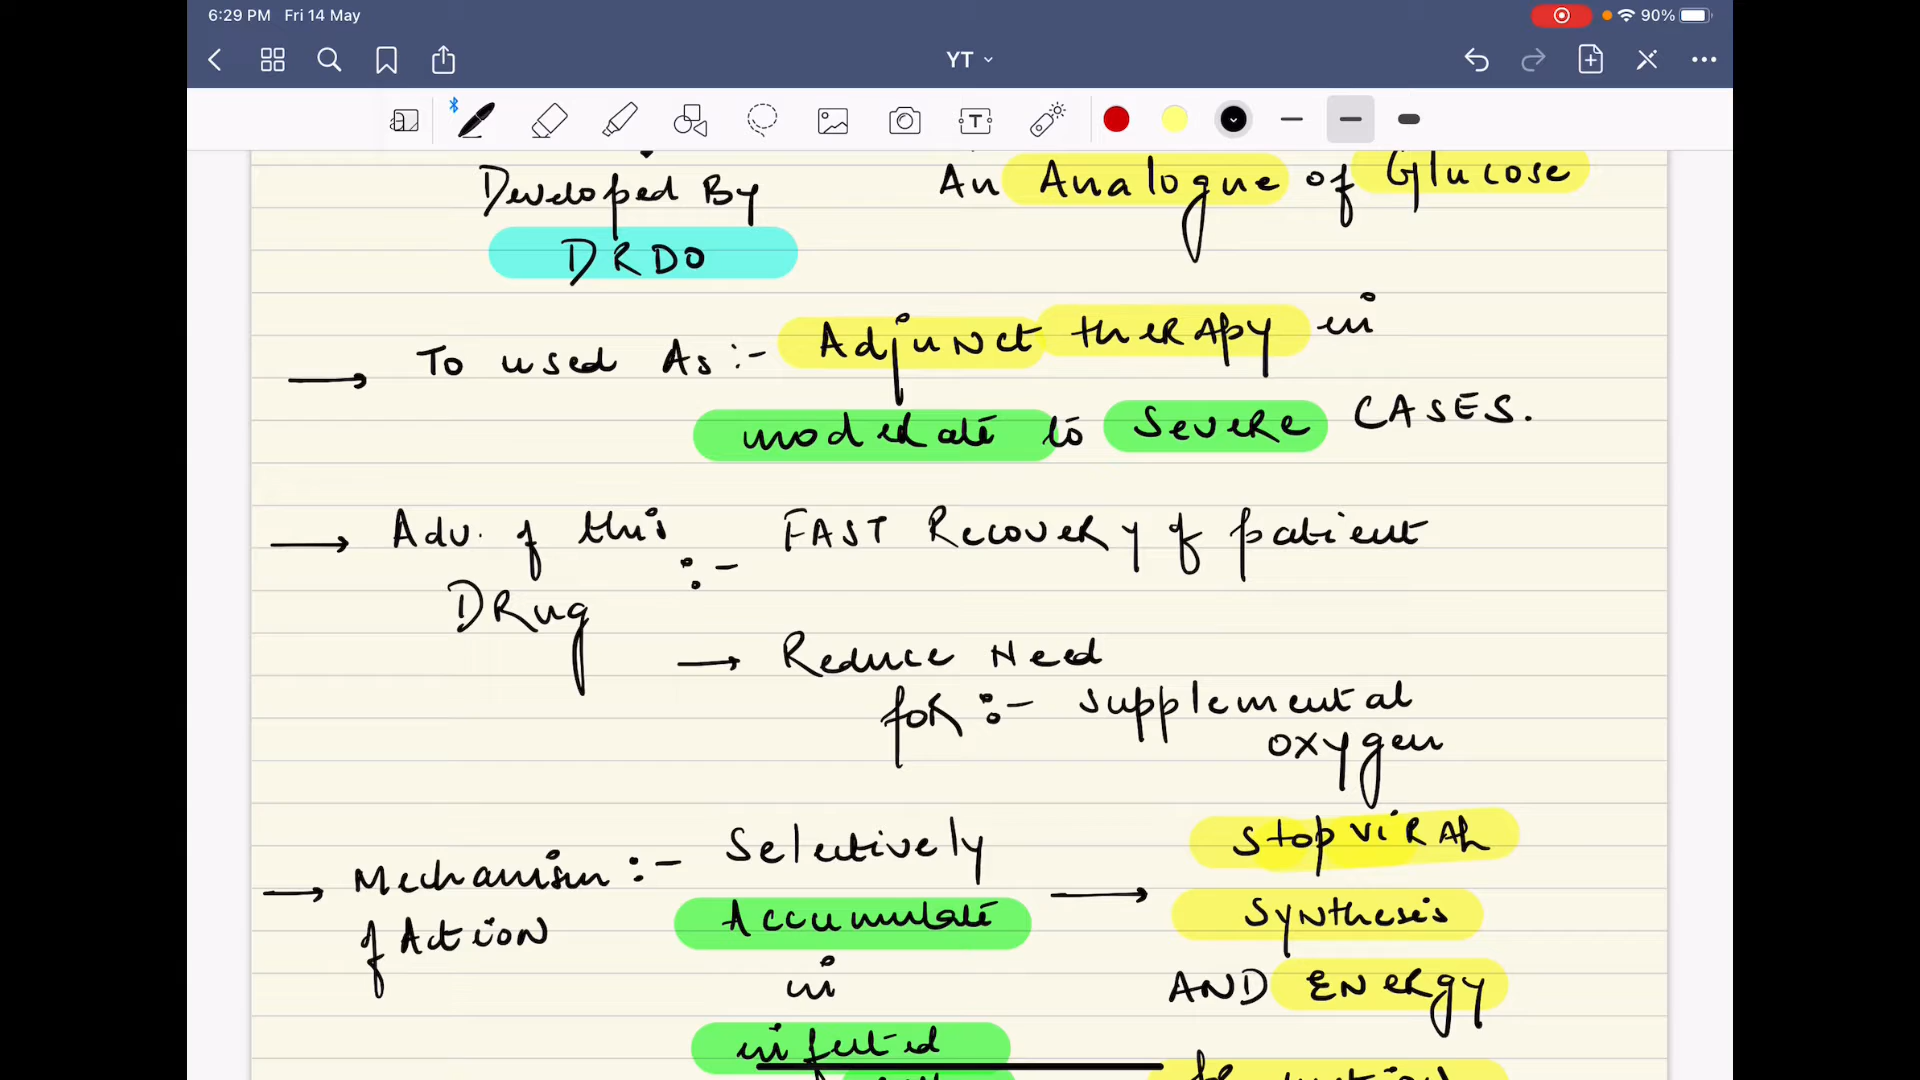 6:29 PM Fri 14 May
90%
YT
Developed By
DRDO
An Analogue of Glucose
To used As :- Adjunct therapy in
moderate to Severe CASES.
Adv. of this :- FAST Recovery of patient
DRug
Reduce Need
for :- supplemental
oxygen
Mechanism :-
of Action
Selectively
Accumulate
in
infected
Stop viral
Synthesis
AND ENERgy